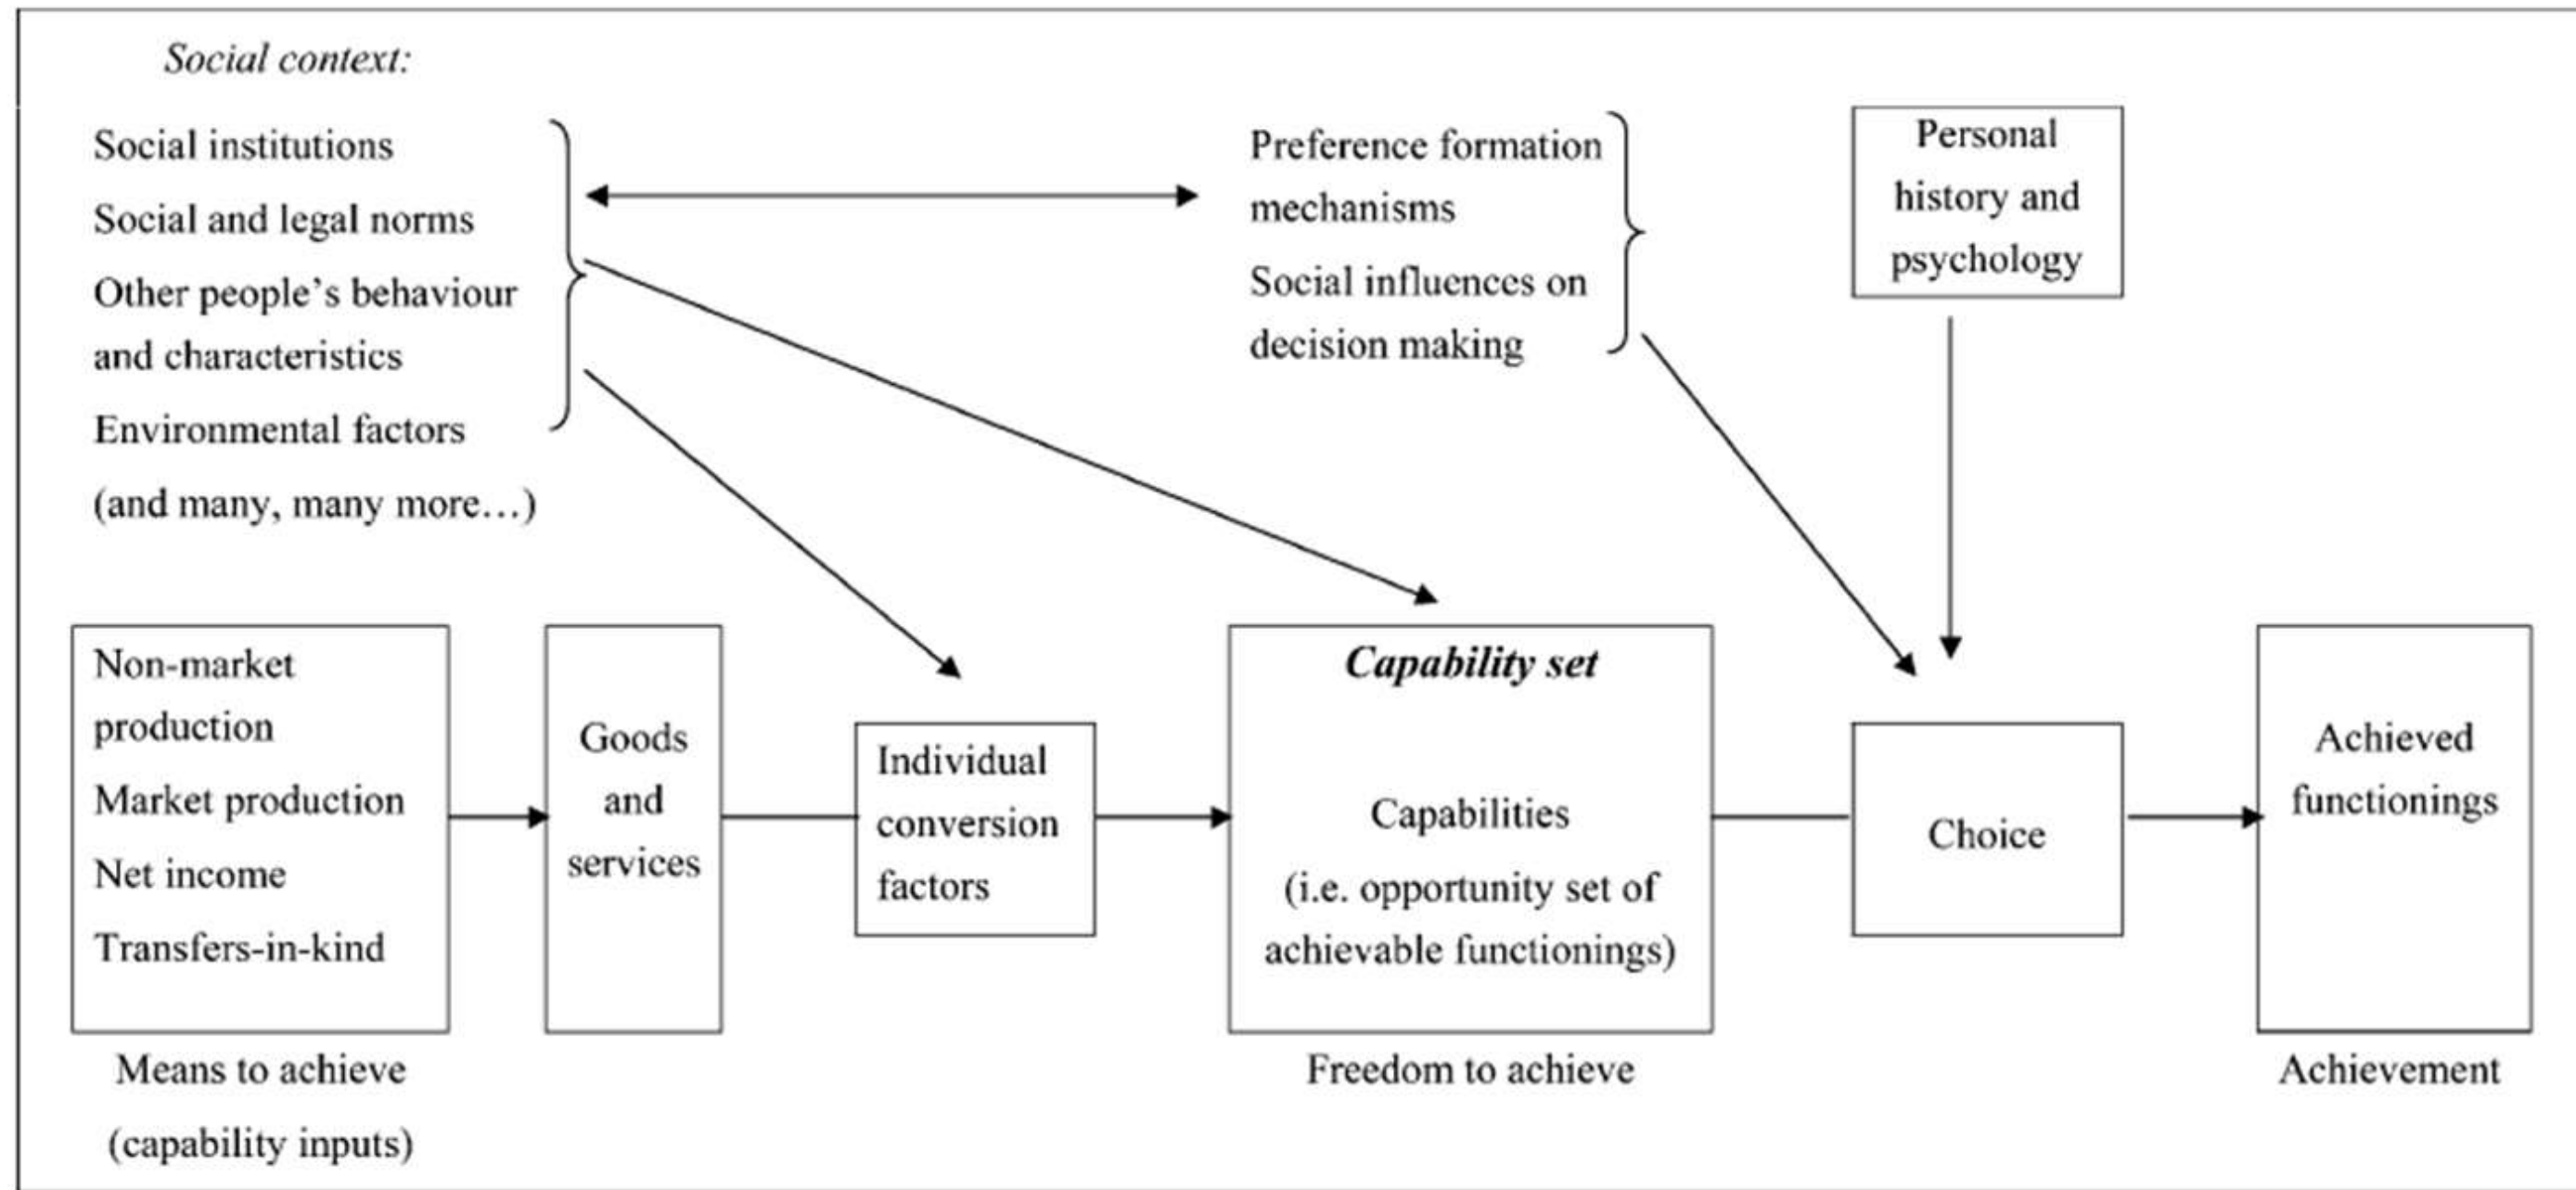 Social context:
Social institutions
Social and legal norms
Other people's behaviour
and characteristics
Environmental factors
(and many, many more…)
Preference formation
mechanisms
Social influences on
decision making
Personal
history and
psychology
Non-market
production
Market production
Net income
Transfers-in-kind
Means to achieve
(capability inputs)
Goods
and
services
Individual
conversion
factors
Capability set
Capabilities
(i.e. opportunity set of
achievable functionings)
Freedom to achieve
Choice
Achieved
functionings
Achievement